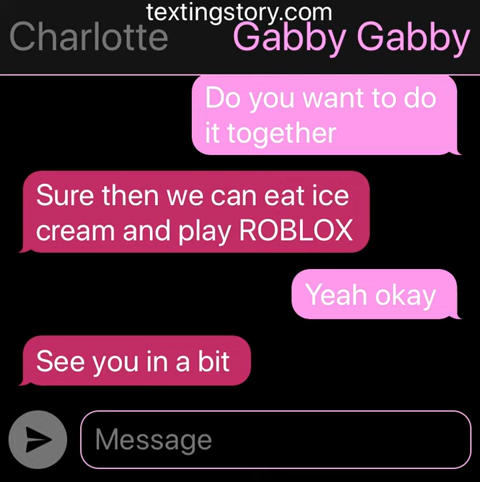 textingstory.com
Charlotte Gabby Gabby
Do you want to do
it together
Sure then we can eat ice
cream and play ROBLOX
Yeah okay
See you in a bit
Message